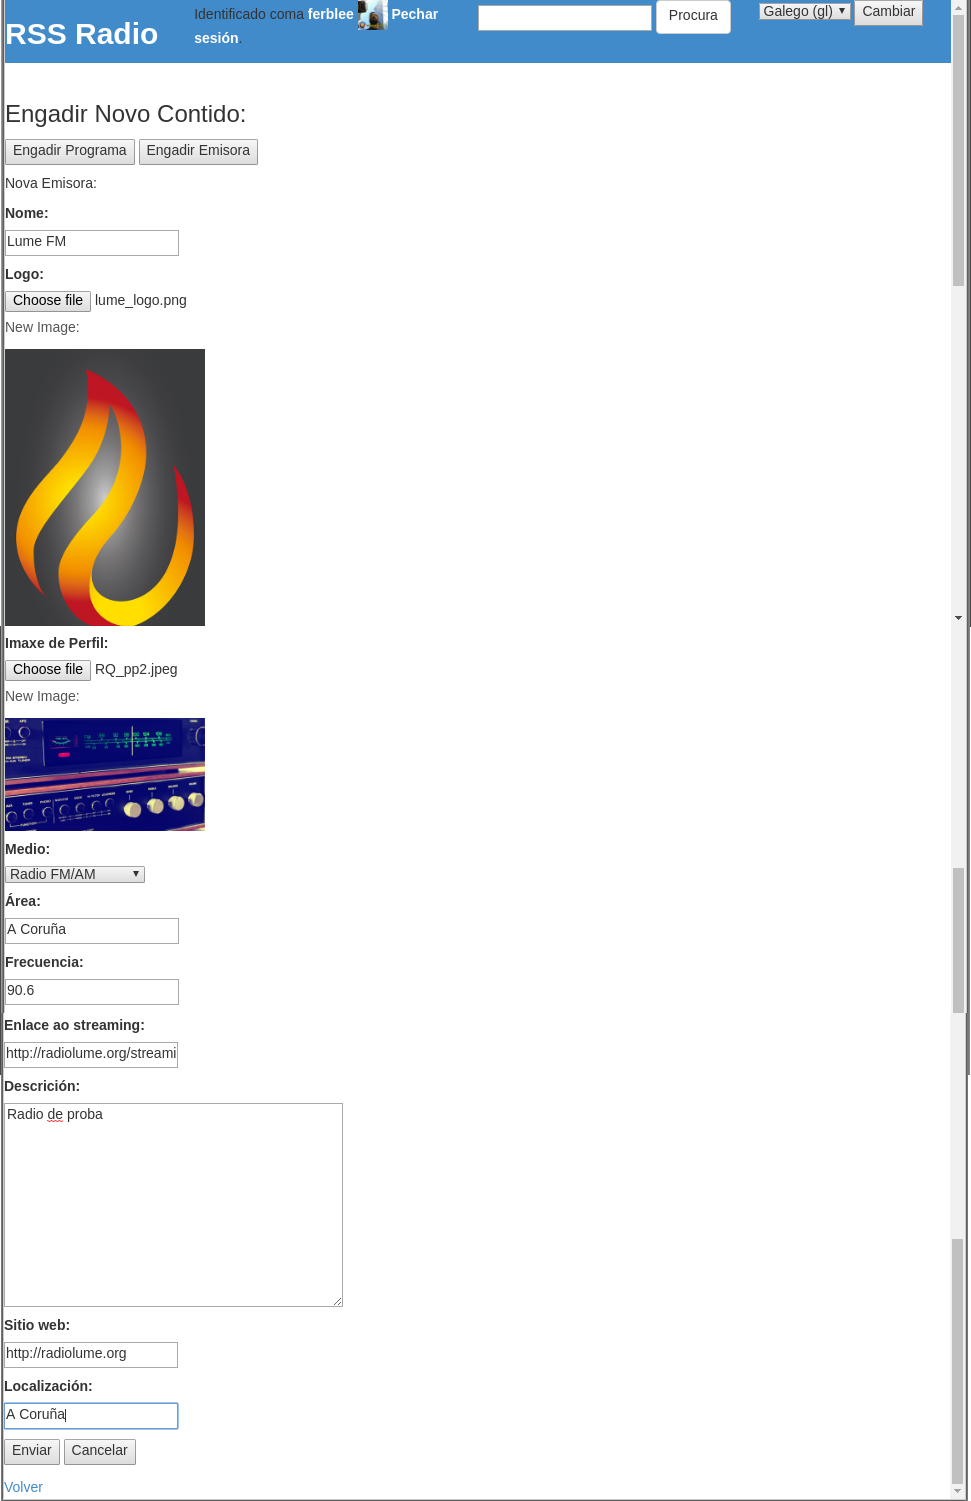 RSS Radio
Identificado coma ferblee Pechar
sesión.
Procura
Galego (gl)
Cambiar
Engadir Novo Contido:
Engadir Programa Engadir Emisora
Nova Emisora:
Nome:
Lume FM
Logo:
Choose file lume_logo.png
New Image:
Imaxe de Perfil:
Choose file RQ_pp2.jpeg
New Image:
Medio:
Radio FM/AM
Área:
A Coruña
Frecuencia:
90.6
Enlace ao streaming:
http://radiolume.org/streami
Descrición:
Radio de proba
Sitio web:
http://radiolume.org
Localización:
A Coruña
Enviar Cancelar
Volver